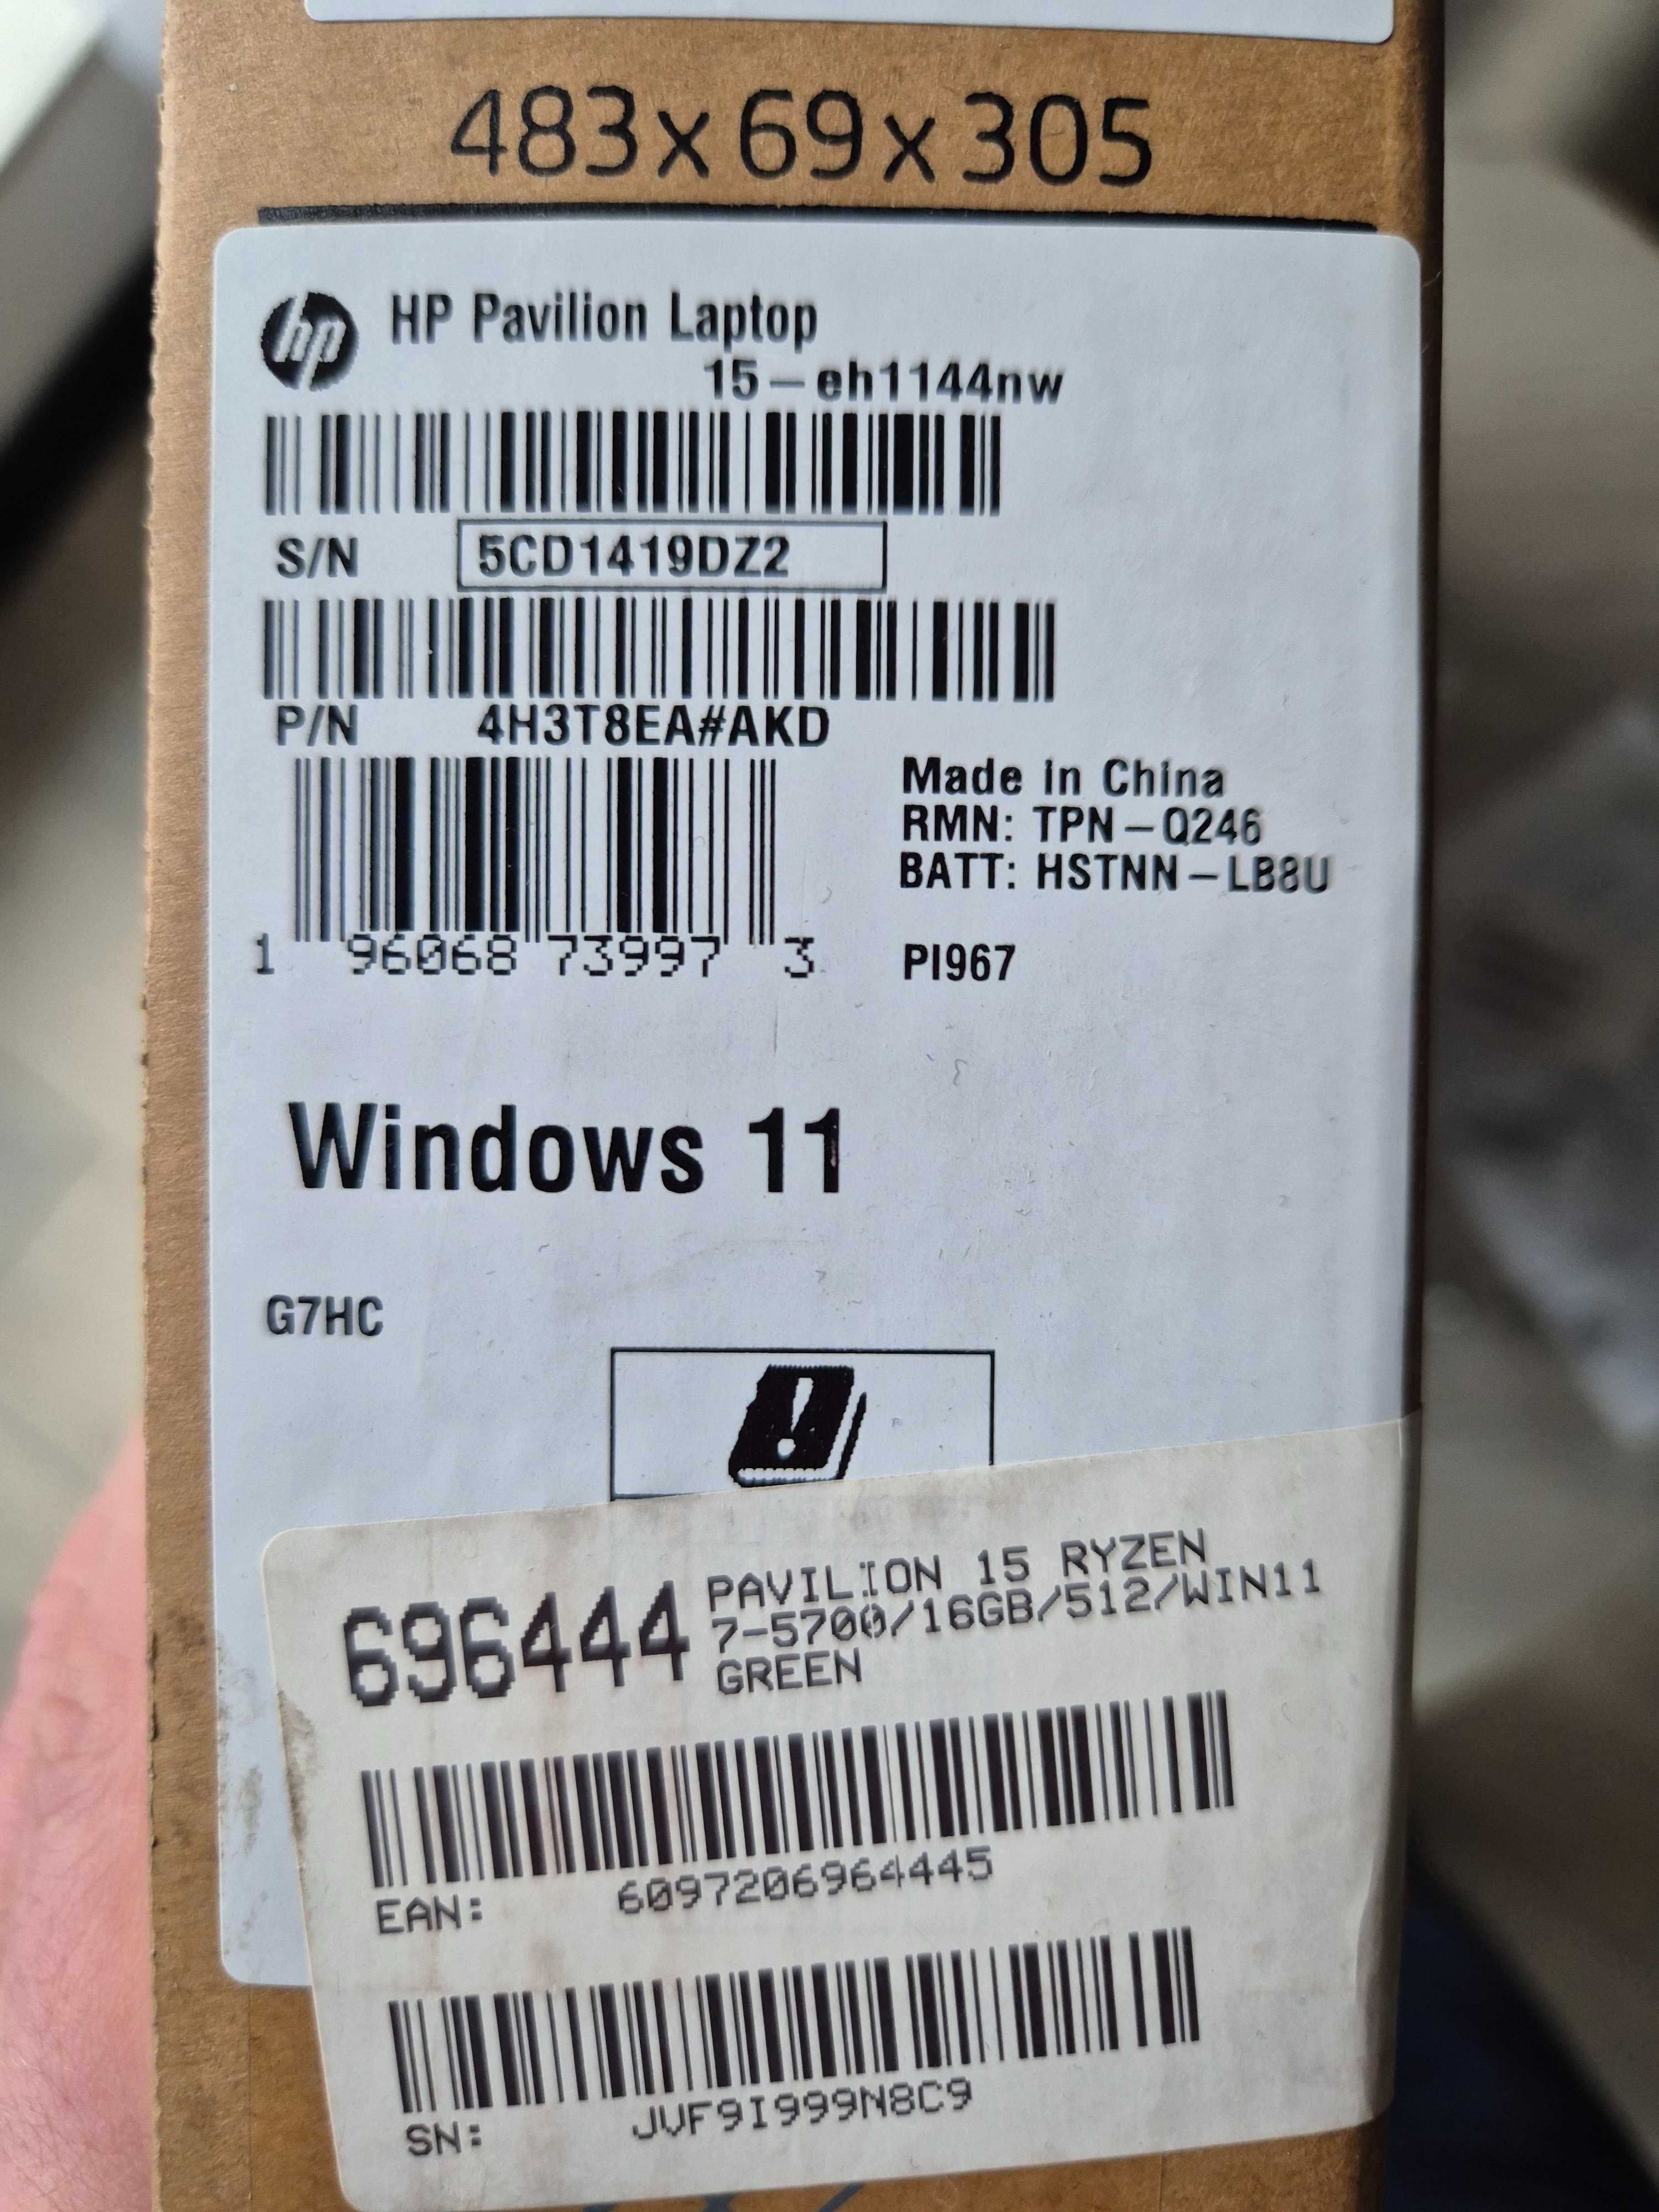 483x69x305
hp HP Pavilion Laptop
15-eh1144nw
S/N 5CD1419DZ2
P/N 4H3T8EA#AKD
Made in China
RMN: TPN-Q246
BATT: HSTNN-LB8U
1 96068 73997 3 PI967
Windows 11
G7HC
696444 PAVILION 15 RYZEN
7-5700/16GB/512/WIN11
GREEN
EAN: 6097206964445
SN: JVF9I999N8C9